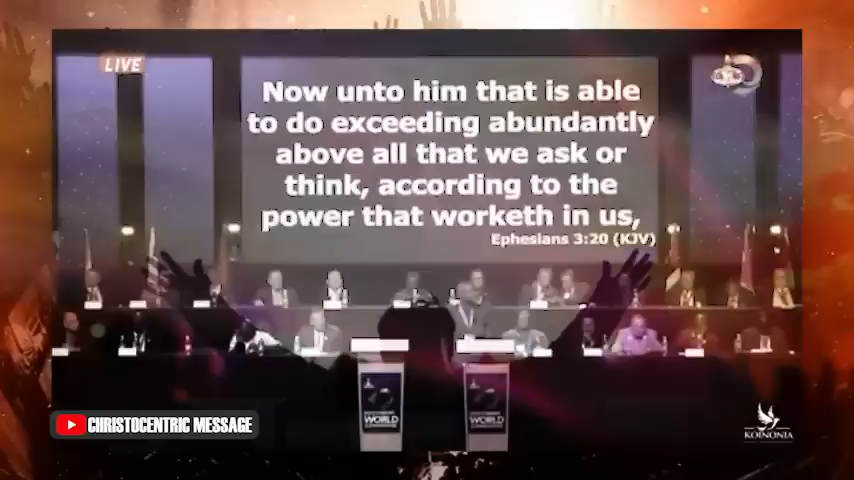 LIVE
Now unto him that is able
to do exceeding abundantly
above all that we ask or
think, according to the
power that worketh in us,
Ephesians 3:20 (KJV)
WORLD
WORLD
CHRISTOCENTRIC MESSAGE
KOINONIA